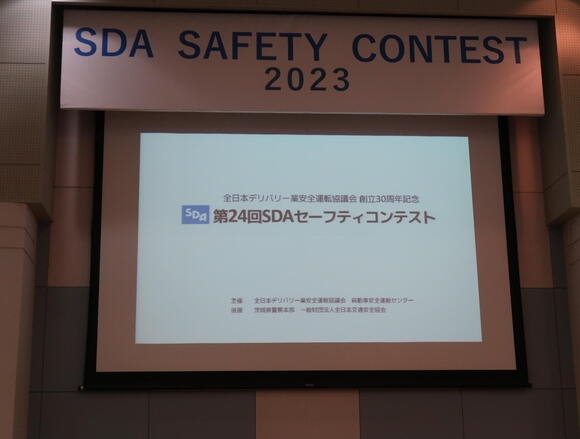 SDA SAFETY CONTEST
2023
全日本デリバリー業安全運転協議会 創立30周年記念
SDA 第24回SDAセーフティコンテスト
主催 全日本デリバリー業安全運転協議会 自動車安全運転センター
後援 茨城県警察本部 一般財団法人全日本交通安全協会